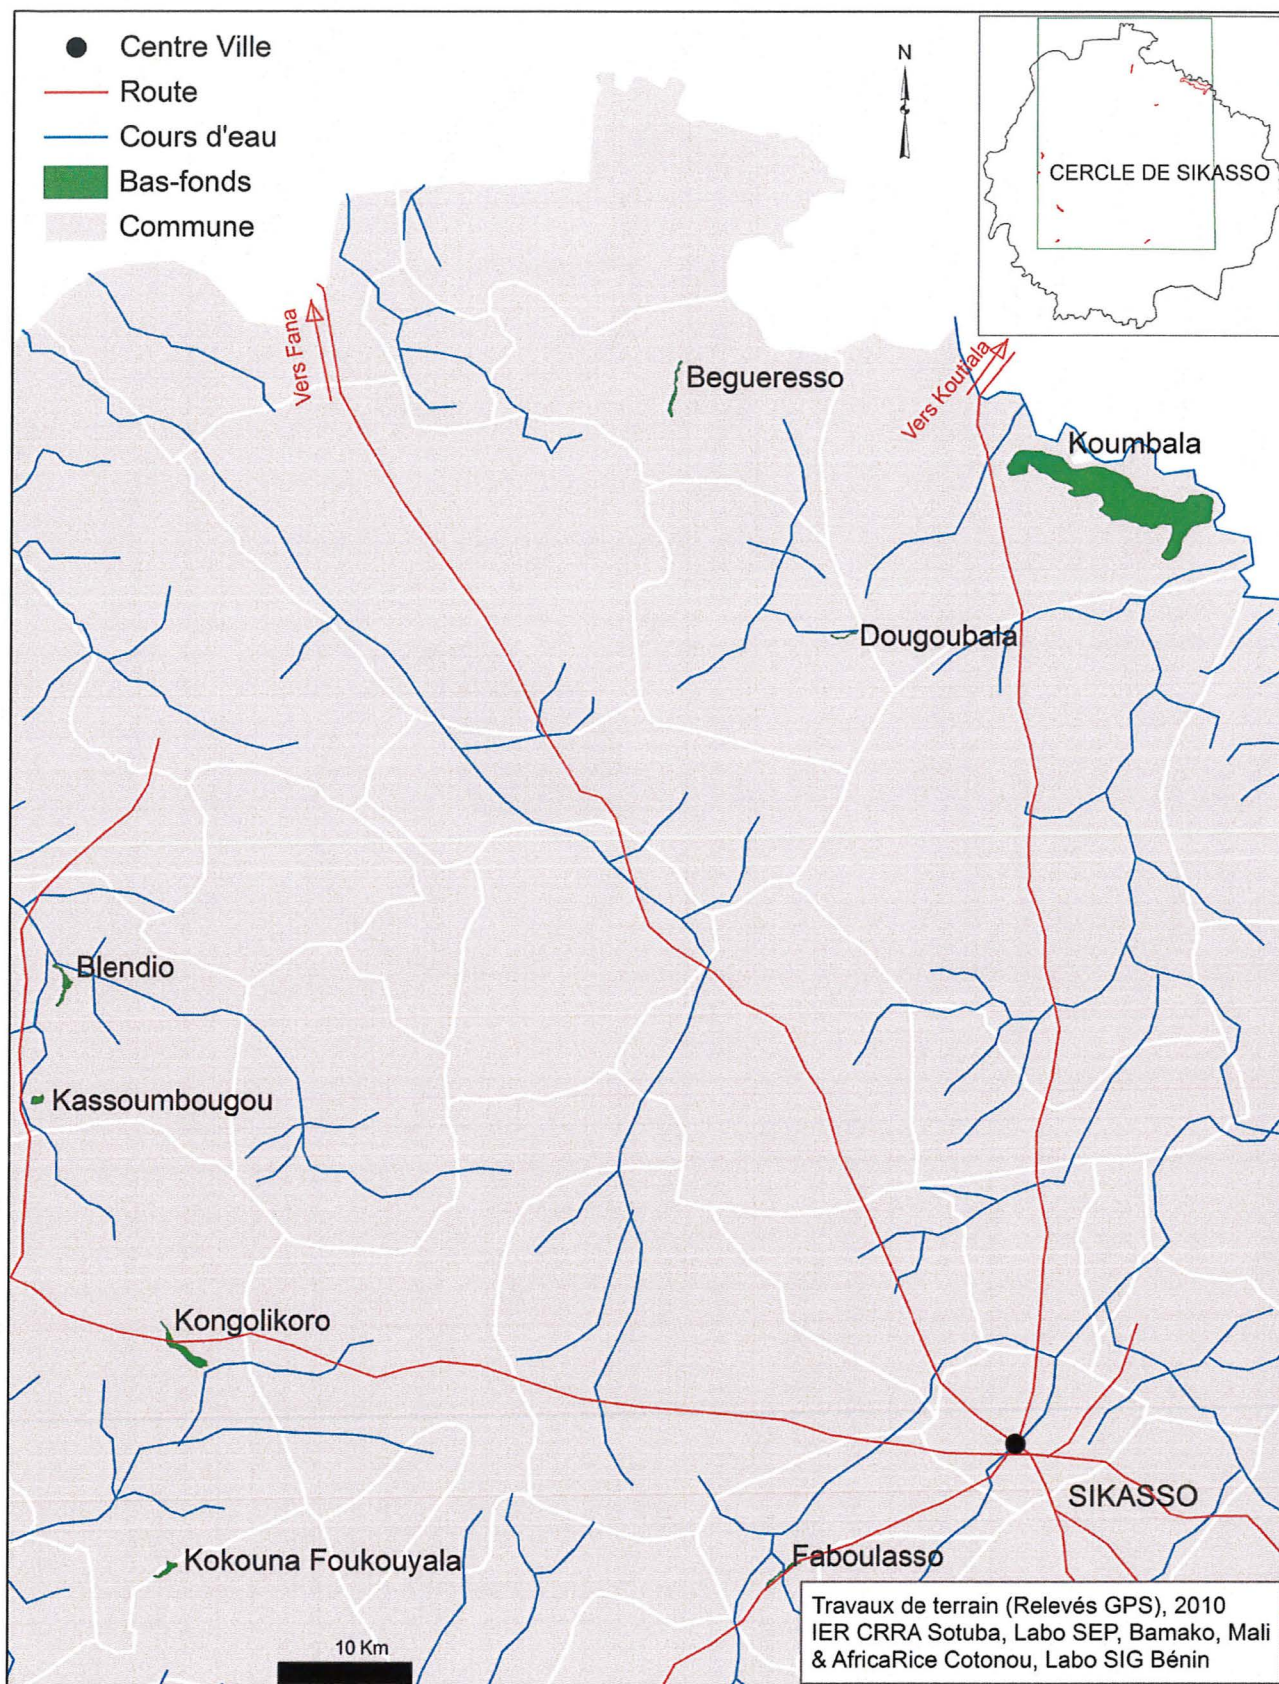 Centre Ville
Route
Cours d'eau
Bas-fonds
Commune
N
CERCLE DE SIKASSO
Vers Fana
Vers Koutiala
Begueresso
Koumbala
Dougoubala
Blendio
Kassoumbougou
Kongolikoro
SIKASSO
Kokouna Foukouyala
Faboulasso
10 Km
Travaux de terrain (Relevés GPS), 2010
IER CRRA Sotuba, Labo SEP, Bamako, Mali
& AfricaRice Cotonou, Labo SIG Bénin